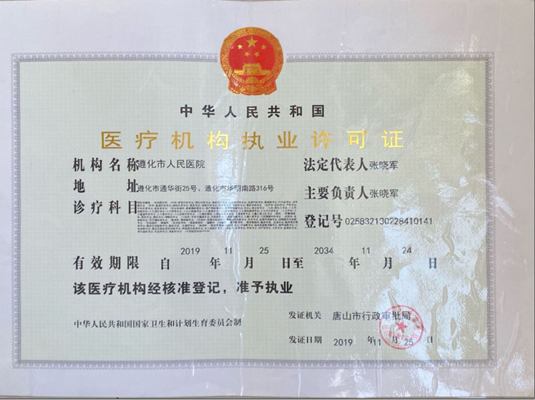 中华人民共和国
医疗机构执业许可证
机构名称 遵化市人民医院
法定代表人 张晓军
地 址 遵化市通华街25号、遵化市华明南路316号
主要负责人 张晓军
诊疗科目
登记号 025832130228410141
有效期限 自 2019 年 11 月 25 日至 2034 年 11 月 24 日
该医疗机构经核准登记，准予执业
中华人民共和国国家卫生和计划生育委员会制
发证机关 唐山市行政审批局
发证日期 2019 年 11 月 25 日